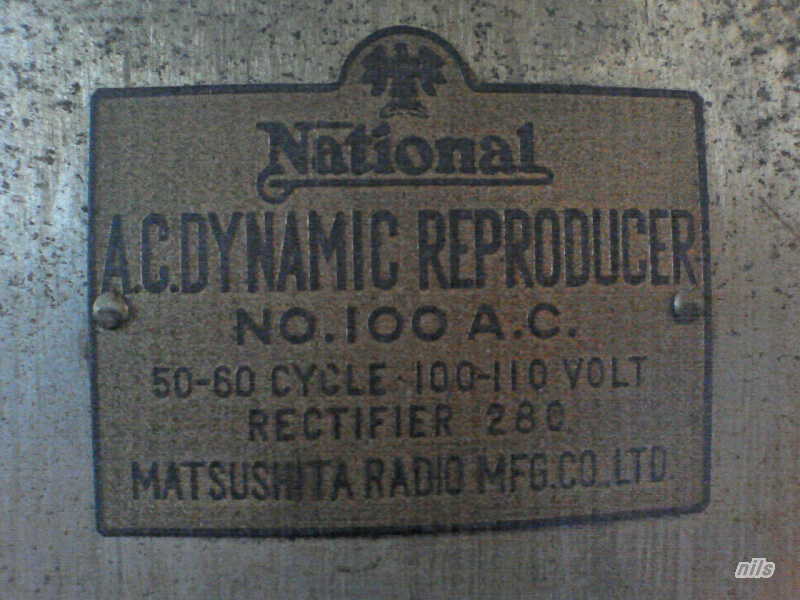 National
A.C.DYNAMIC REPRODUCER
NO.100 A.C.
50-60 CYCLE 100-110 VOLT
RECTIFIER 280.
MATSUSHITA RADIO MFG.CO.,LTD.
nils